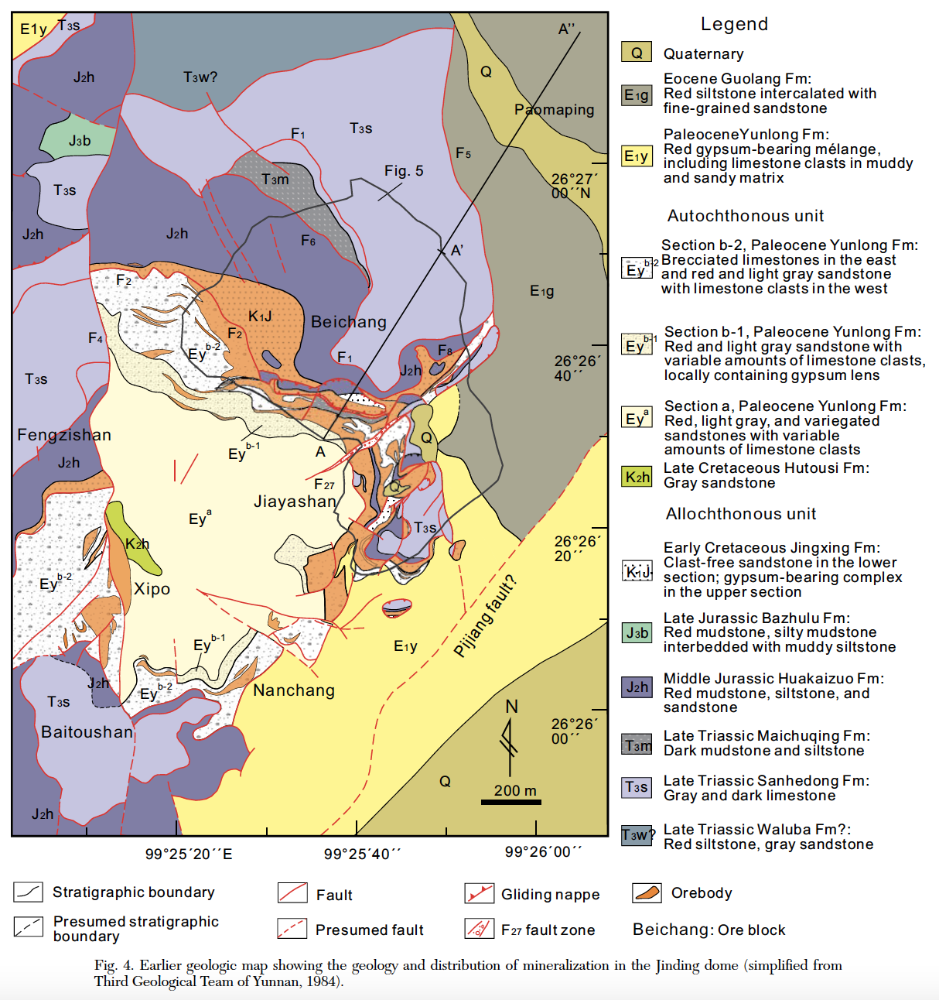 E1y
T3s
J2h
T3w?
A''
Q
Paomaping
J3b
T3s
F1
T3s
F5
T3m
Fig. 5
26°27´
00´´N
J2h
J2h
F6
A'
F2
E1g
K1J
Beichang
F2
F4
Ey b-2
F1
F8
J2h
26°26´
40´´
T3s
Fengzishan
Ey b-1
A
Q
J2h
F27
Jiayashan
Q
Ey a
T3s
K2h
26°26´
20´´
Ey b-2
Xipo
Pijiang fault?
Ey b-1
E1y
J2h
Ey b-2
Nanchang
T3s
Baitoushan
N
26°26´
00´´
Q
200 m
J2h
99°25´20´´E
99°25´40´´
99°26´00´´
Legend
Q
Quaternary
E1g
Eocene Guolang Fm:
Red siltstone intercalated with
fine-grained sandstone
E1y
PaleoceneYunlong Fm:
Red gypsum-bearing mélange,
including limestone clasts in muddy
and sandy matrix
Autochthonous unit
Ey b-2
Section b-2, Paleocene Yunlong Fm:
Brecciated limestones in the east
and red and light gray sandstone
with limestone clasts in the west
Ey b-1
Section b-1, Paleocene Yunlong Fm:
Red and light gray sandstone with
variable amounts of limestone clasts,
locally containing gypsum lens
Ey a
Section a, Paleocene Yunlong Fm:
Red, light gray, and variegated
sandstones with variable
amounts of limestone clasts
K2h
Late Cretaceous Hutousi Fm:
Gray sandstone
Allochthonous unit
K1J
Early Cretaceous Jingxing Fm:
Clast-free sandstone in the lower
section; gypsum-bearing complex
in the upper section
J3b
Late Jurassic Bazhulu Fm:
Red mudstone, silty mudstone
interbedded with muddy siltstone
J2h
Middle Jurassic Huakaizuo Fm:
Red mudstone, siltstone, and
sandstone
T3m
Late Triassic Maichuqing Fm:
Dark mudstone and siltstone
T3s
Late Triassic Sanhedong Fm:
Gray and dark limestone
T3w?
Late Triassic Waluba Fm?:
Red siltstone, gray sandstone
Stratigraphic boundary
Fault
Gliding nappe
Orebody
Presumed stratigraphic
boundary
Presumed fault
F27 fault zone
Beichang: Ore block
Fig. 4. Earlier geologic map showing the geology and distribution of mineralization in the Jinding dome (simplified from
Third Geological Team of Yunnan, 1984).